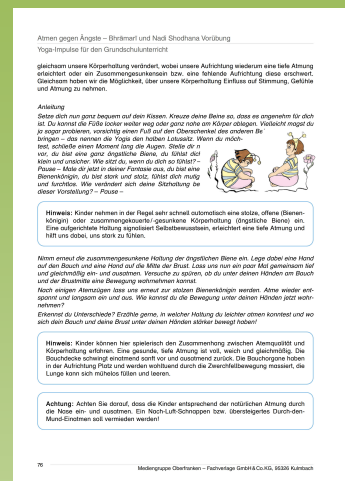 Atmen gegen Ängste – Bhrämarī und Nadi Shodhana Vorübung
Yoga-Impulse für den Grundschulunterricht
gleichsam unsere Körperhaltung verändert, wobei unsere Aufrichtung wiederum eine tiefe Atmung
erleichtert oder ein Zusammengesunkensein bzw. eine fehlende Aufrichtung diese erschwert.
Gleichsam haben wir die Möglichkeit, über unsere Körperhaltung Einfluss auf Stimmung, Gefühle
und Atmung zu nehmen.
Anleitung
Setze dich nun ganz bequem auf dein Kissen. Kreuze deine Beine so, dass es angenehm für dich
ist. Du kannst die Füße locker weiter weg oder ganz nahe am Körper ablegen. Vielleicht magst du
ja sogar probieren, vorsichtig einen Fuß auf den Oberschenkel des anderen Be
bringen – das nennen die Yogis den halben Lotussitz. Wenn du möch-
test, schließe einen Moment lang die Augen. Stelle dir n
vor, du bist eine ganz ängstliche Biene, du fühlst dich
klein und unsicher. Wie sitzt du, wenn du dich so fühlst? –
Pause – Male dir jetzt in deiner Fantasie aus, du bist eine
Bienenkönigin, du bist stark und stolz, fühlst dich mutig
und furchtlos. Wie verändert sich deine Sitzhaltung bei
dieser Vorstellung? – Pause –
Hinweis: Kinder nehmen in der Regel sehr schnell automatisch eine stolze, offene (Bienen-
königin) oder zusammengekauerte/-gesunkene Körperhaltung (ängstliche Biene) ein.
Eine aufgerichtete Haltung signalisiert Selbstbewusstsein, erleichtert eine tiefe Atmung und
hilft uns dabei, uns stark zu fühlen.
Nimm erneut die zusammengesunkene Haltung der ängstlichen Biene ein. Lege dabei eine Hand
auf den Bauch und eine Hand auf die Mitte der Brust. Lass uns nun ein paar Mal gemeinsam tief
und gleichmäßig ein- und ausatmen. Versuche zu spüren, ob du unter deinen Händen am Bauch
und der Brustmitte eine Bewegung wahrnehmen kannst.
Nach einigen Atemzügen lass uns erneut zur stolzen Bienenkönigin werden. Atme wieder ent-
spannt und langsam ein und aus. Wie kannst du die Bewegung unter deinen Händen jetzt wahr-
nehmen?
Erkennst du Unterschiede? Erzähle gerne, in welcher Haltung du leichter atmen konntest und wo
sich dein Bauch und deine Brust unter deinen Händen stärker bewegt haben!
Hinweis: Kinder können hier spielerisch den Zusammenhang zwischen Atemqualität und
Körperhaltung erfahren. Eine gesunde, tiefe Atmung ist voll, weich und gleichmäßig. Die
Bauchdecke schwingt einatmend sanft vor und ausatmend zurück. Die Bauchorgane haben
in der Aufrichtung Platz und werden wohltuend durch die Zwerchfellbewegung massiert, die
Lunge kann sich mühelos füllen und leeren.
Achtung: Achten Sie darauf, dass die Kinder entsprechend der natürlichen Atmung durch
die Nase ein- und ausatmen. Ein Nach-Luft-Schnappen bzw. übersteigertes Durch-den-
Mund-Einatmen soll vermieden werden!
76
Mediengruppe Oberfranken – Fachverlage GmbH & Co. KG, 95326 Kulmbach